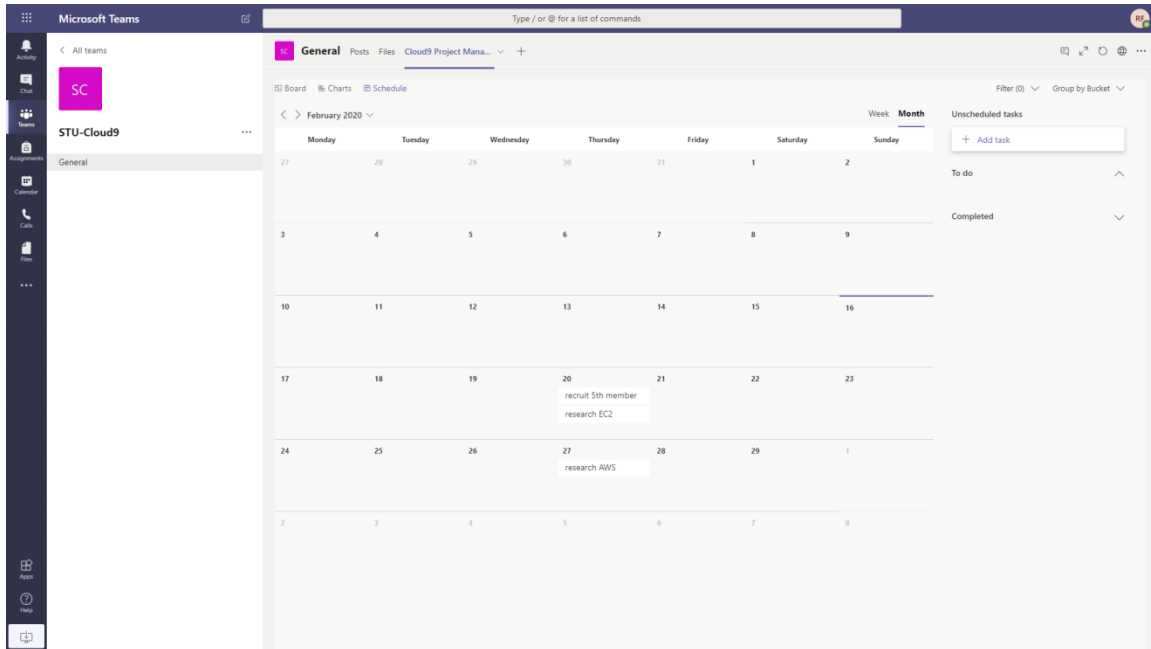 Microsoft Teams
Type / or @ for a list of commands
RF
Activity
Chat
Teams
Assignments
Calendar
Calls
Files
Apps
Help
All teams
SC
STU-Cloud9
General
SC General Posts Files Cloud9 Project Mana...
Board Charts Schedule
Filter (0) Group by Bucket
February 2020
Week Month
Monday Tuesday Wednesday Thursday Friday Saturday Sunday
27 28 29 30 31 1 2
3 4 5 6 7 8 9
10 11 12 13 14 15 16
17 18 19 20 21 22 23
recruit 5th member
research EC2
24 25 26 27 28 29 1
research AWS
2 3 4 5 6 7 8
Unscheduled tasks
+ Add task
To do
Completed